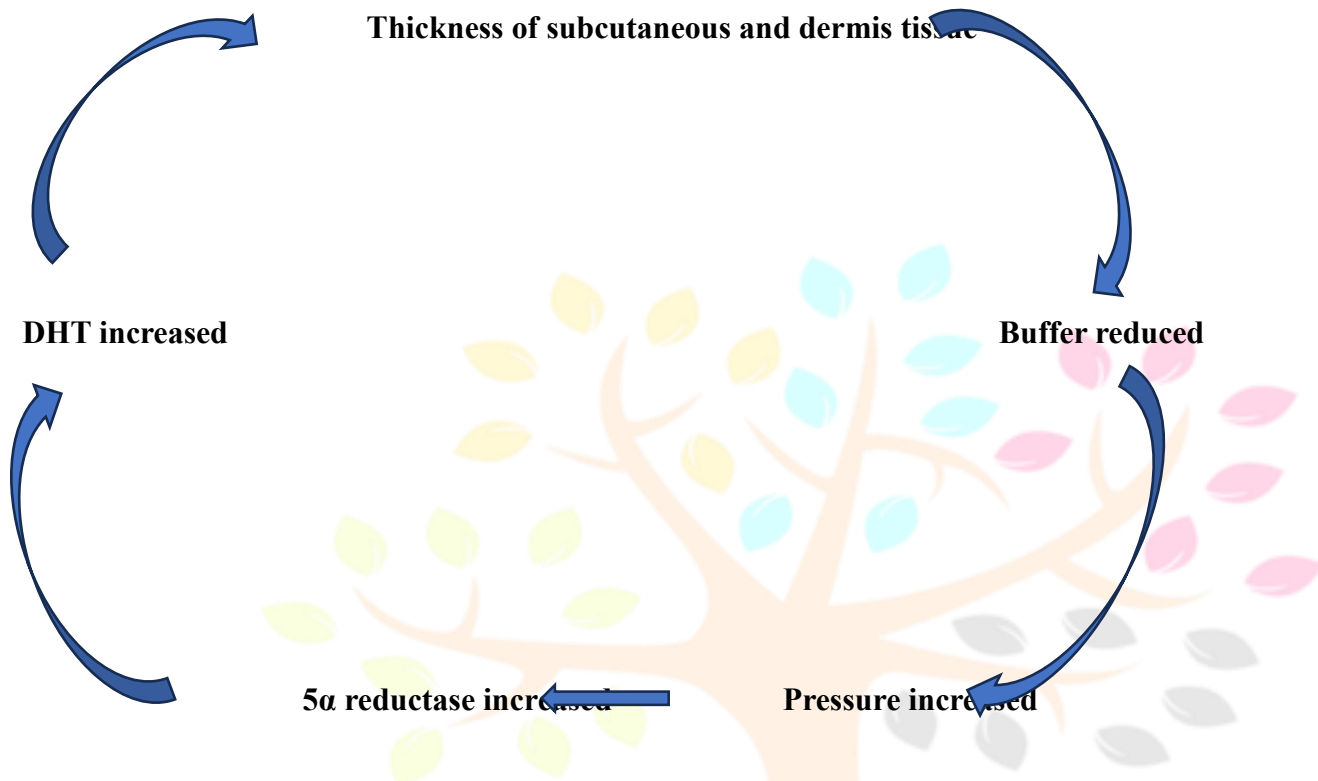 Thickness of subcutaneous and dermis tissue
DHT increased
Buffer reduced
5α reductase increased
Pressure increased